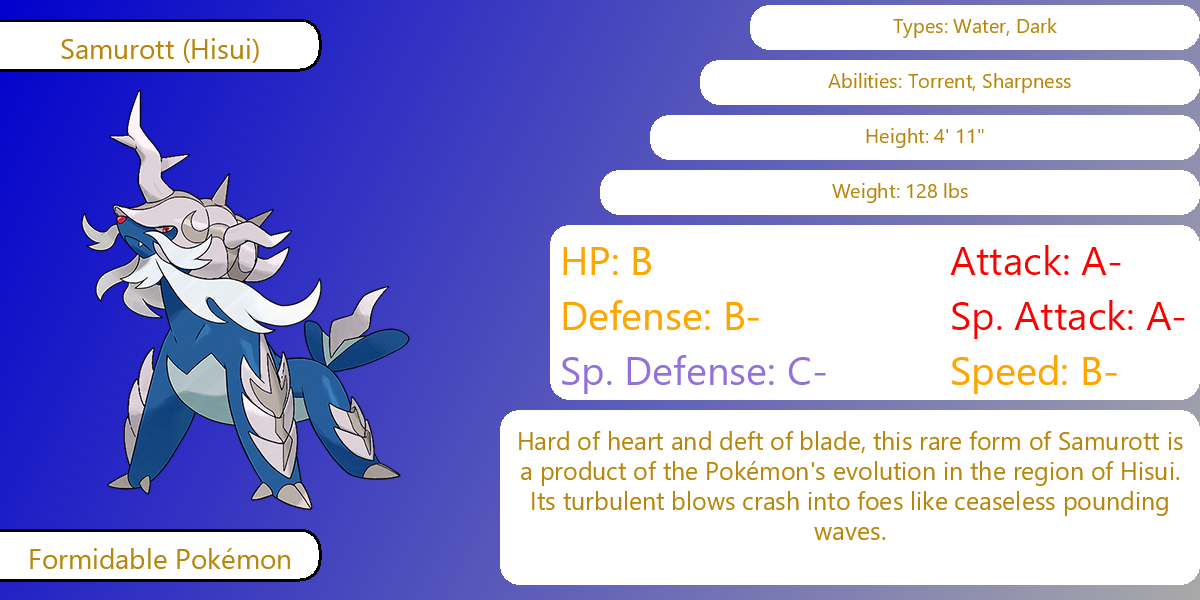 Samurott (Hisui)
Types: Water, Dark
Abilities: Torrent, Sharpness
Height: 4' 11"
Weight: 128 lbs
HP: B
Attack: A-
Defense: B-
Sp. Attack: A-
Sp. Defense: C-
Speed: B-
Hard of heart and deft of blade, this rare form of Samurott is
a product of the Pokémon's evolution in the region of Hisui.
Its turbulent blows crash into foes like ceaseless pounding
waves.
Formidable Pokémon